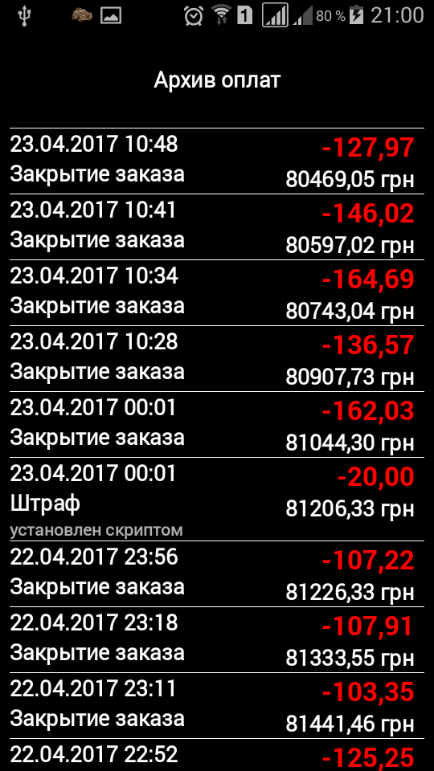 1 80 % 21:00
Архив оплат
23.04.2017 10:48 -127,97
Закрытие заказа 80469,05 грн
23.04.2017 10:41 -146,02
Закрытие заказа 80597,02 грн
23.04.2017 10:34 -164,69
Закрытие заказа 80743,04 грн
23.04.2017 10:28 -136,57
Закрытие заказа 80907,73 грн
23.04.2017 00:01 -162,03
Закрытие заказа 81044,30 грн
23.04.2017 00:01 -20,00
Штраф 81206,33 грн
установлен скриптом
22.04.2017 23:56 -107,22
Закрытие заказа 81226,33 грн
22.04.2017 23:18 -107,91
Закрытие заказа 81333,55 грн
22.04.2017 23:11 -103,35
Закрытие заказа 81441,46 грн
22.04.2017 22:52 -125,25